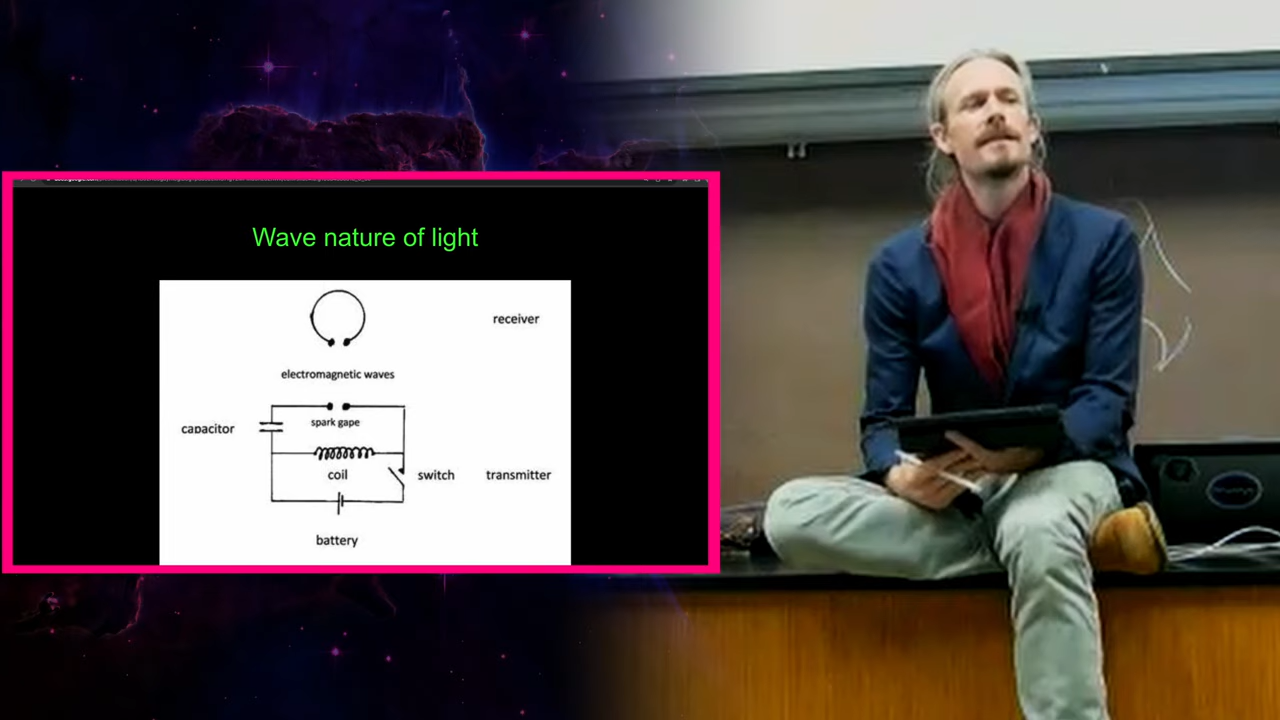 Wave nature of light
receiver
electromagnetic waves
capacitor
spark gape
coil
switch
transmitter
battery